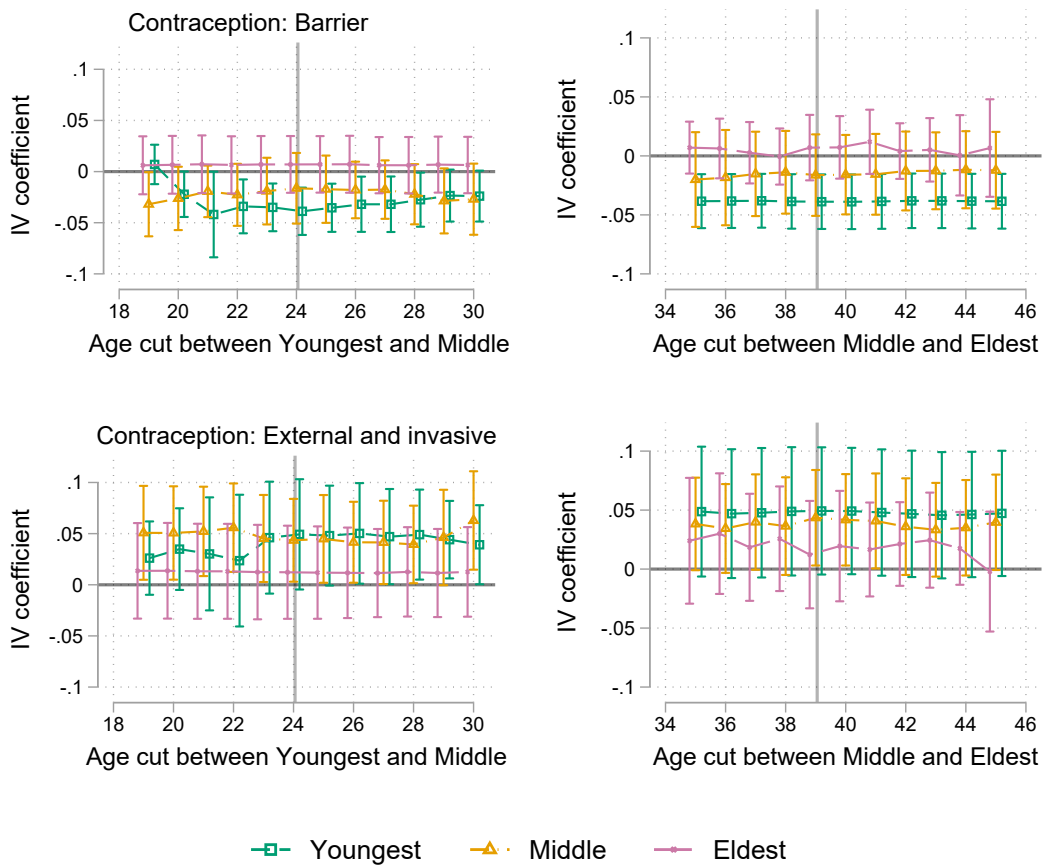 Contraception: Barrier
IV coefficient
.1
.05
0
-.05
-.1
18 20 22 24 26 28 30
Age cut between Youngest and Middle
IV coefficient
.1
.05
0
-.05
-.1
34 36 38 40 42 44 46
Age cut between Middle and Eldest
Contraception: External and invasive
IV coefficient
.1
.05
0
-.05
-.1
18 20 22 24 26 28 30
Age cut between Youngest and Middle
IV coefficient
.1
.05
0
-.05
-.1
34 36 38 40 42 44 46
Age cut between Middle and Eldest
Youngest Middle Eldest